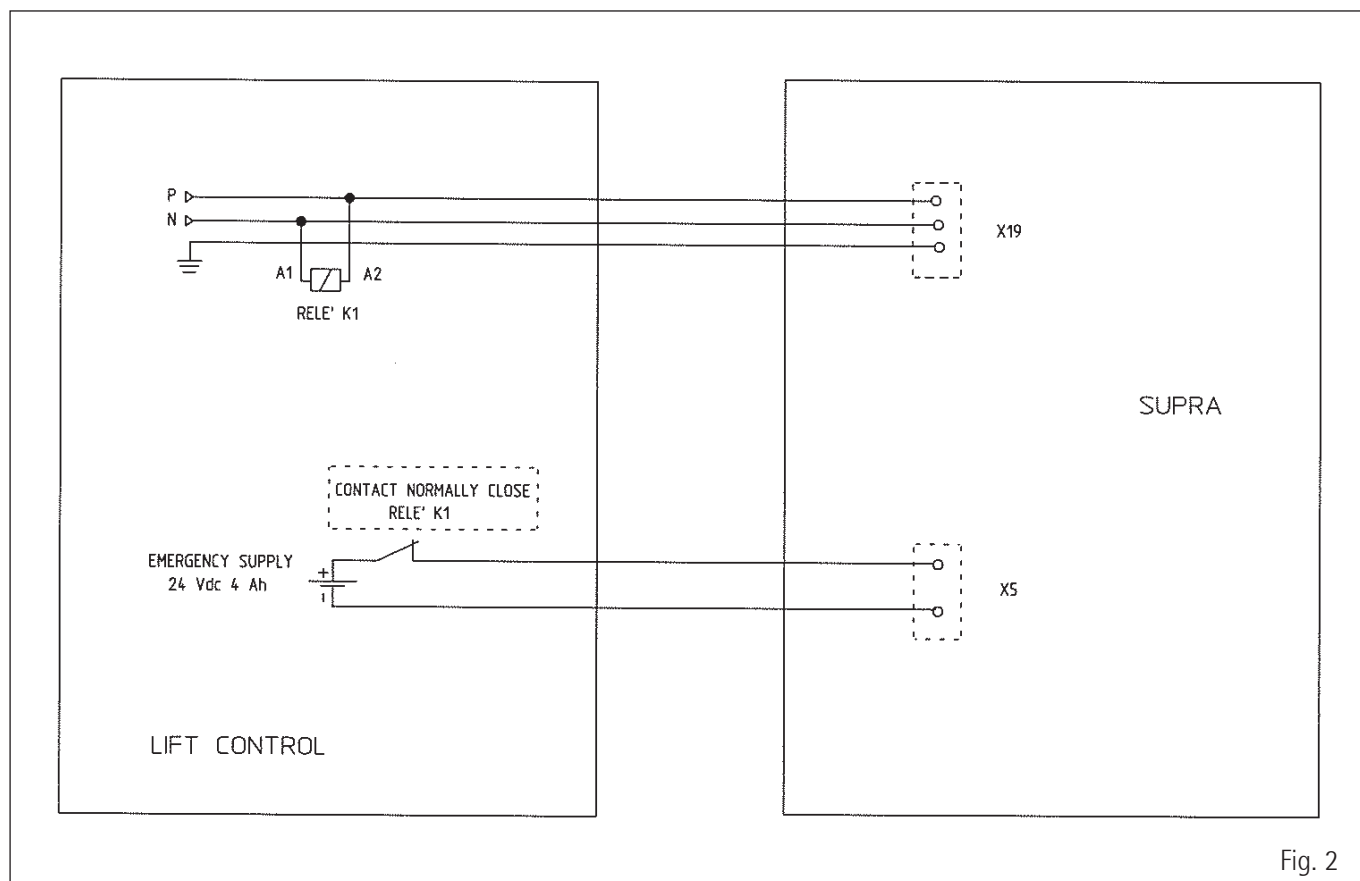 P
N
X19
A1 A2
RELE' K1
SUPRA
CONTACT NORMALLY CLOSE
RELE' K1
EMERGENCY SUPPLY
24 Vdc 4 Ah
+
-
X5
LIFT CONTROL
Fig. 2